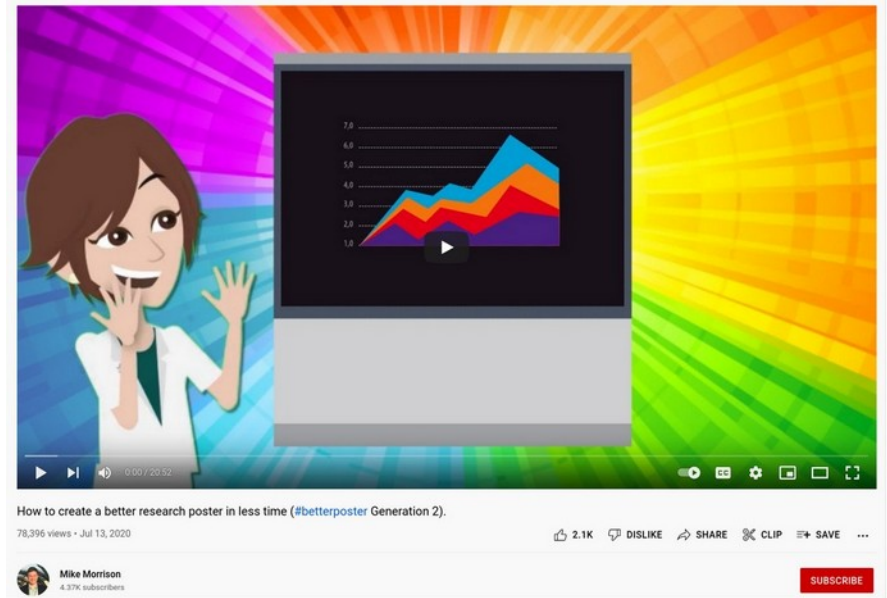 7,0
6,0
5,0
4,0
3,0
2,0
1,0
0:00 / 20:52
CC
How to create a better research poster in less time (#betterposter Generation 2).
78,396 views • Jul 13, 2020
2.1K DISLIKE SHARE CLIP SAVE ...
Mike Morrison
4.37K subscribers
SUBSCRIBE